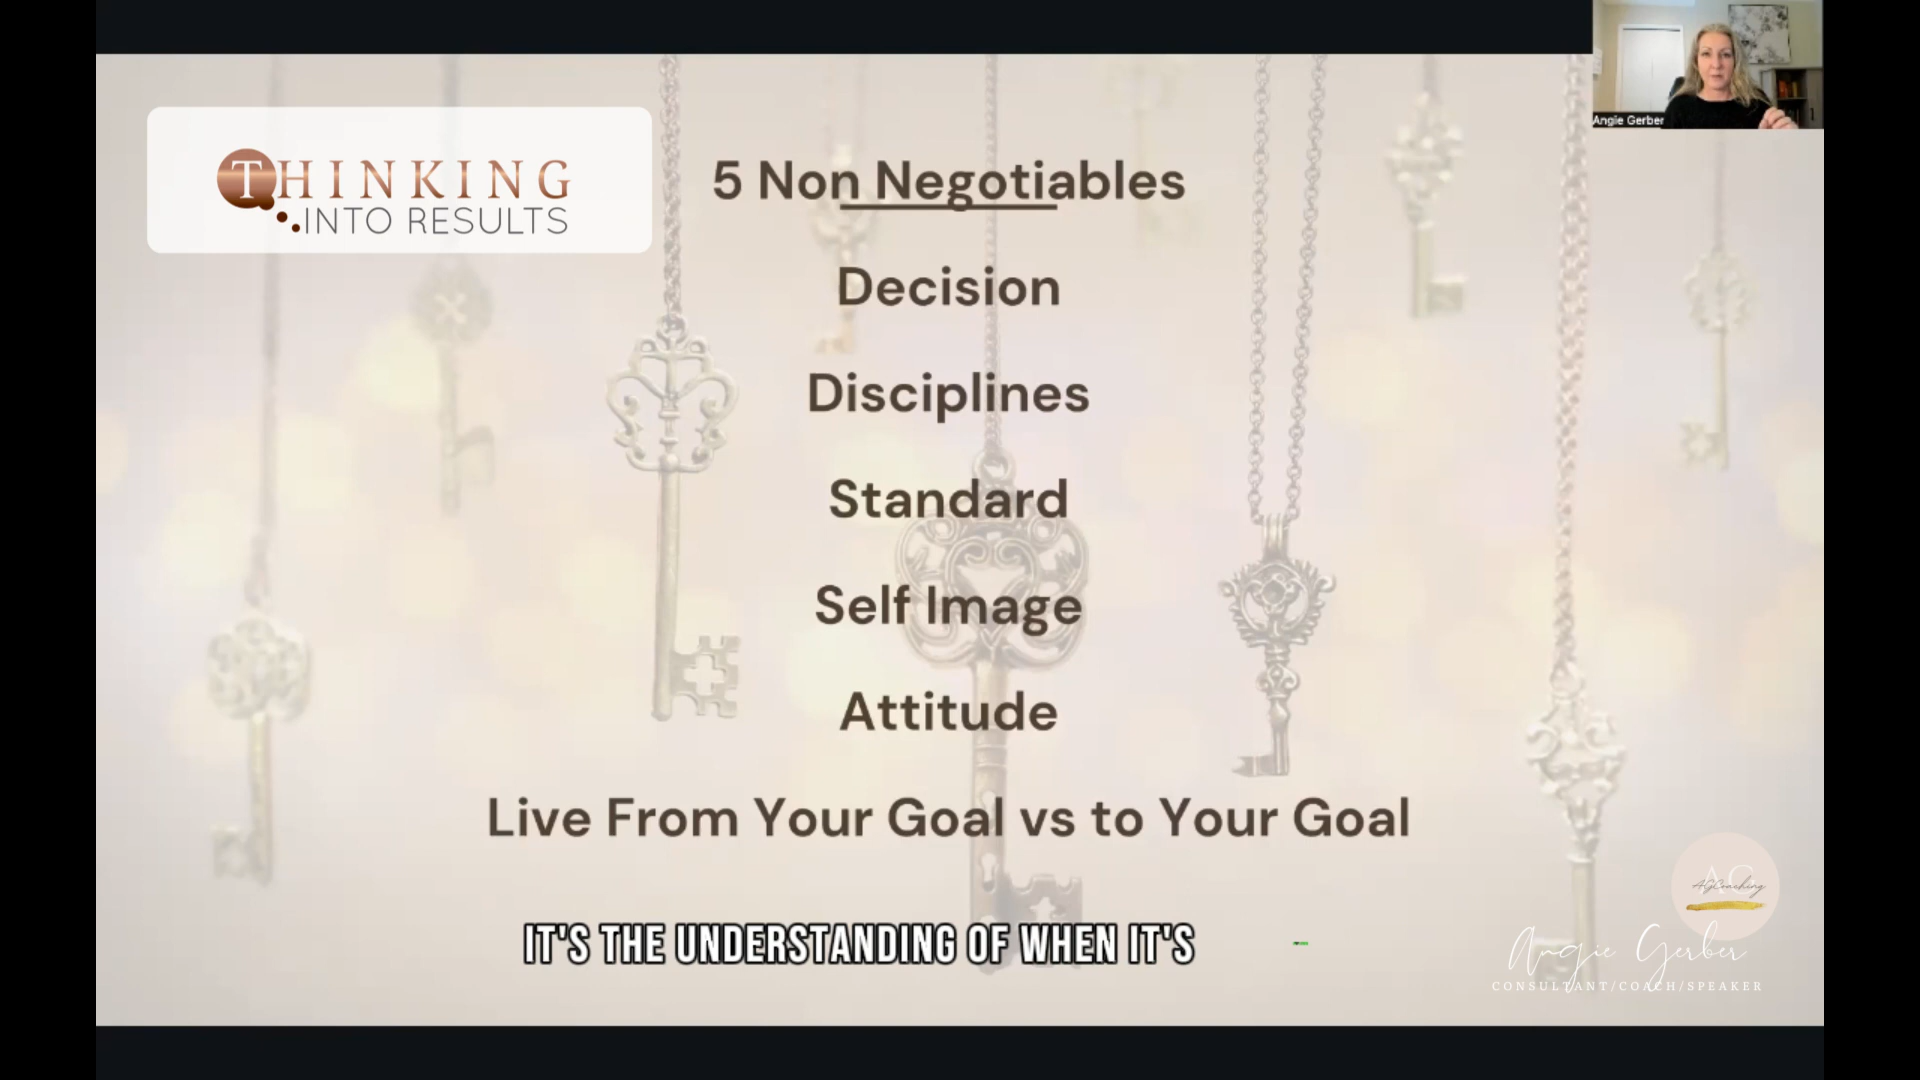 Angie Gerber
THINKING
INTO RESULTS
5 Non Negotiables
Decision
Disciplines
Standard
Self Image
Attitude
Live From Your Goal vs to Your Goal
IT'S THE UNDERSTANDING OF WHEN IT'S
AGCoaching
Angie Gerber
CONSULTANT/COACH/SPEAKER